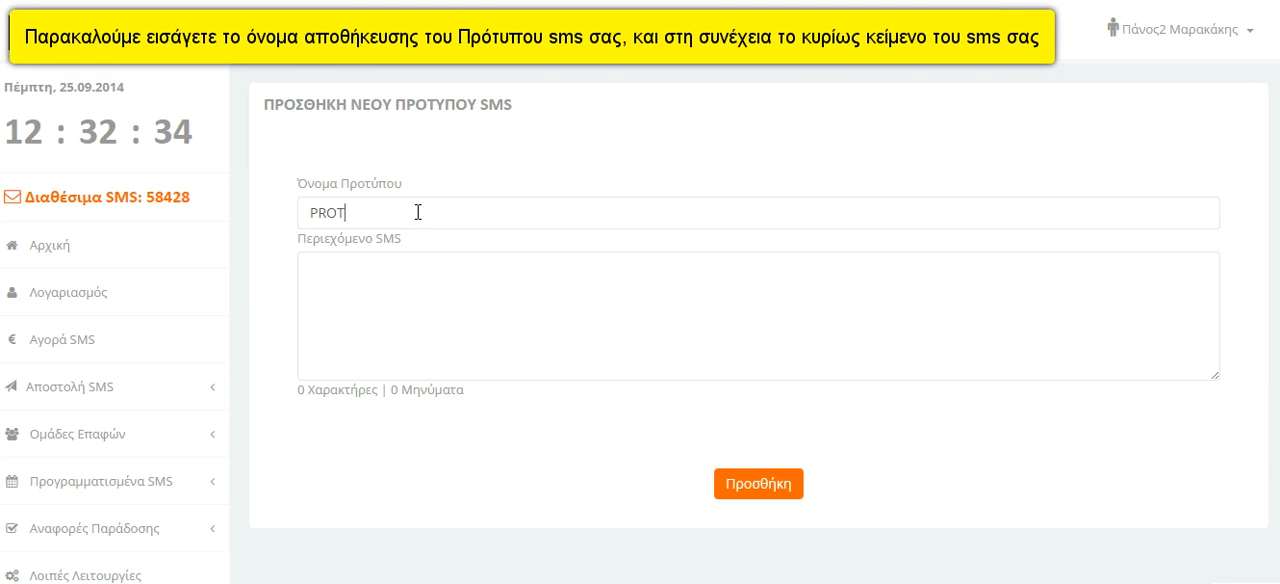 Παρακαλούμε εισάγετε το όνομα αποθήκευσης του Πρότυπου sms σας, και στη συνέχεια το κυρίως κείμενο του sms σας
Πάνος2 Μαρακάκης
Πέμπτη, 25.09.2014
12 : 32 : 34
Διαθέσιμα SMS: 58428
Αρχική
Λογαριασμός
Αγορά SMS
Αποστολή SMS
Ομάδες Επαφών
Προγραμματισμένα SMS
Αναφορές Παράδοσης
Λοιπές Λειτουργίες
ΠΡΟΣΘΗΚΗ ΝΕΟΥ ΠΡΟΤΥΠΟΥ SMS
Όνομα Προτύπου
PROT
Περιεχόμενο SMS
0 Χαρακτήρες | 0 Μηνύματα
Προσθήκη